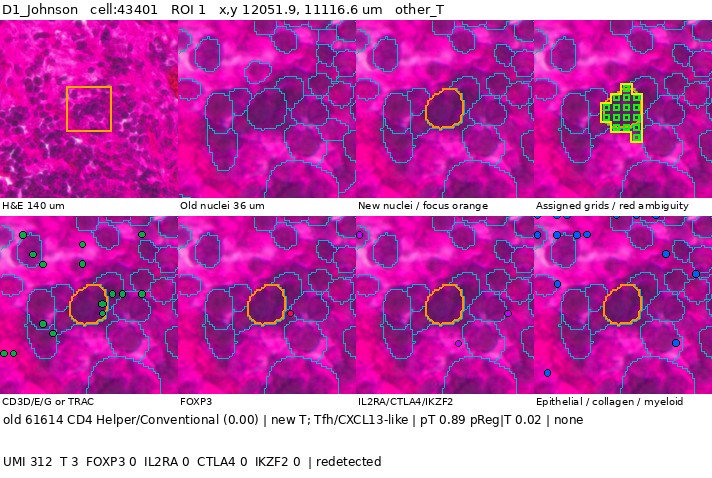 D1_Johnson cell:43401 ROI 1 x,y 12051.9, 11116.6 um other_T
H&E 140 um
Old nuclei 36 um
New nuclei / focus orange
Assigned grids / red ambiguity
CD3D/E/G or TRAC
FOXP3
IL2RA/CTLA4/IKZF2
Epithelial / collagen / myeloid
old 61614 CD4 Helper/Conventional (0.00) | new T; Tfh/CXCL13-like | pT 0.89 pReg|T 0.02 | none
UMI 312 T 3 FOXP3 0 IL2RA 0 CTLA4 0 IKZF2 0 | redetected